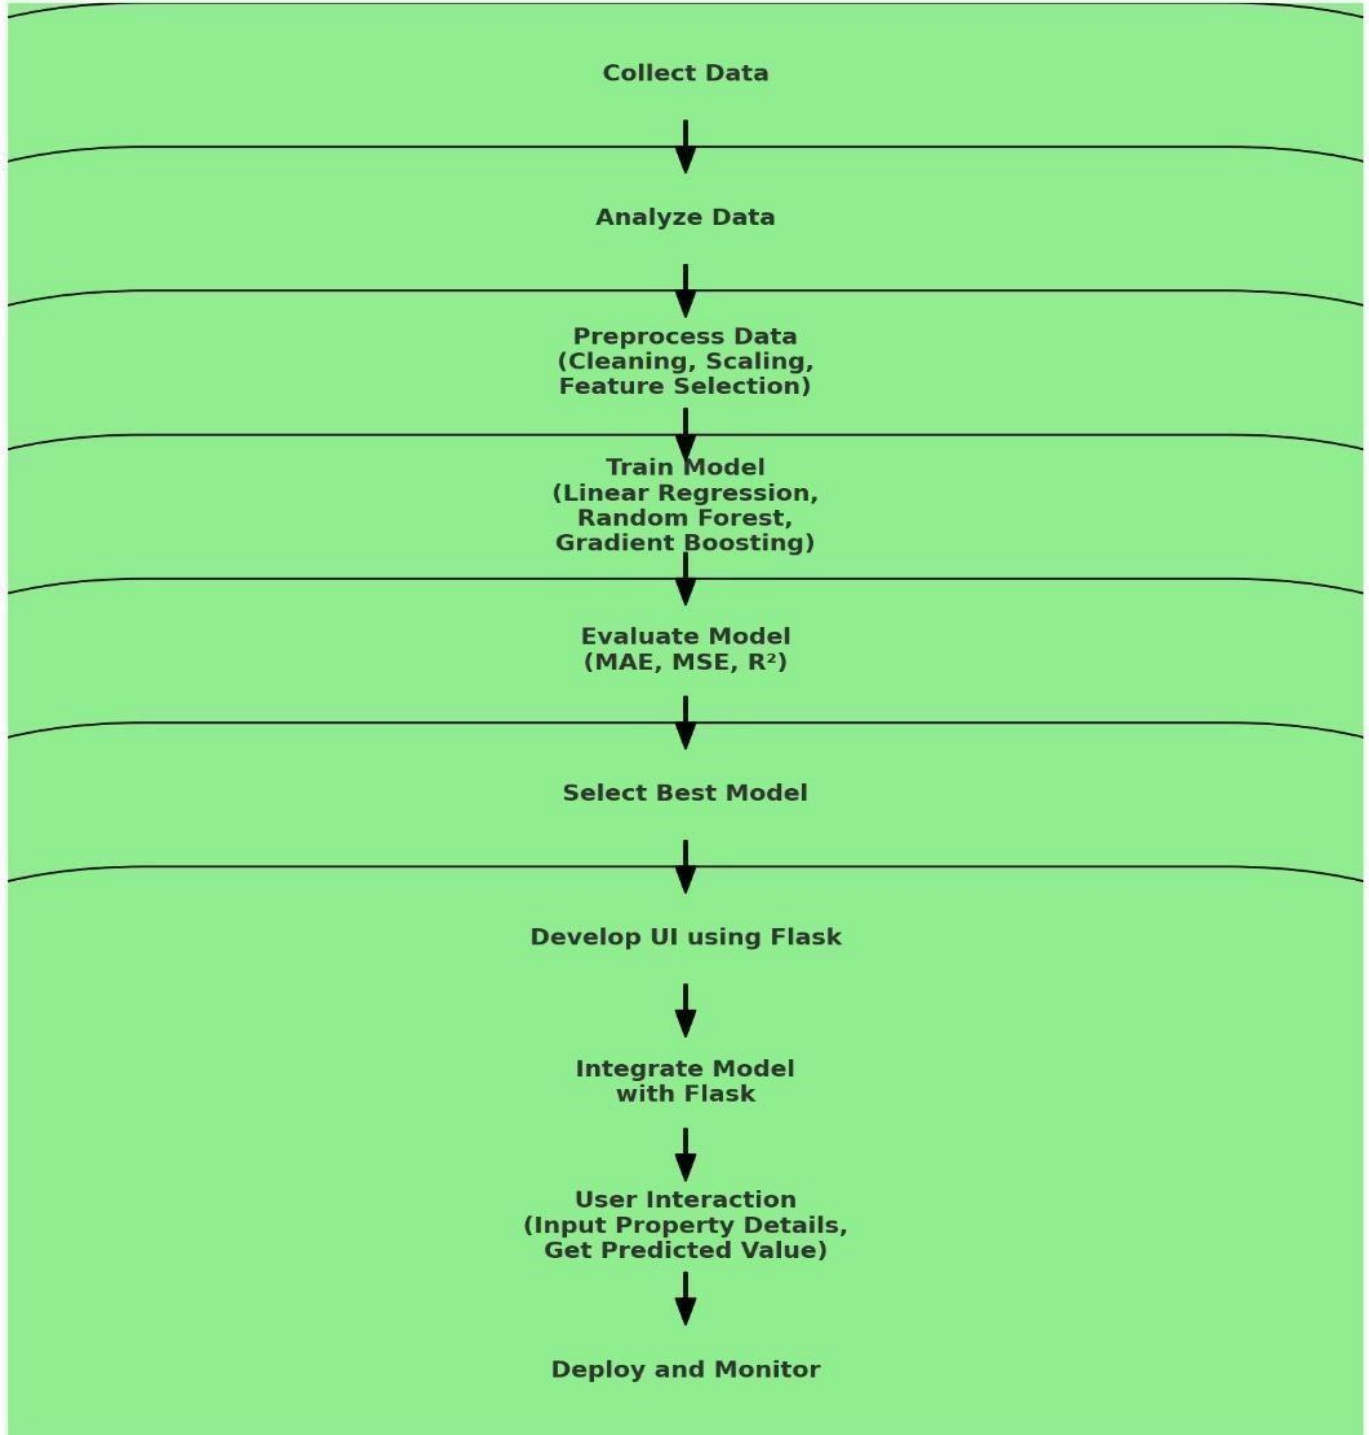 Collect Data
Analyze Data
Preprocess Data
(Cleaning, Scaling,
Feature Selection)
Train Model
(Linear Regression,
Random Forest,
Gradient Boosting)
Evaluate Model
(MAE, MSE, R²)
Select Best Model
Develop UI using Flask
Integrate Model
with Flask
User Interaction
(Input Property Details,
Get Predicted Value)
Deploy and Monitor